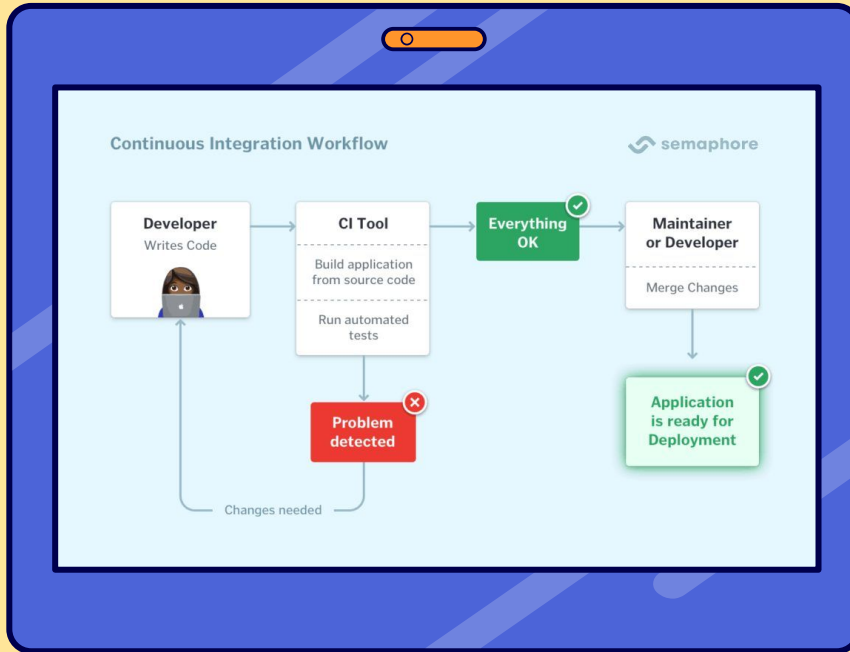 Continuous Integration Workflow
semaphore
Developer
Writes Code
CI Tool
Build application
from source code
Run automated
tests
Everything
OK
Maintainer
or Developer
Merge Changes
Problem
detected
Application
is ready for
Deployment
Changes needed